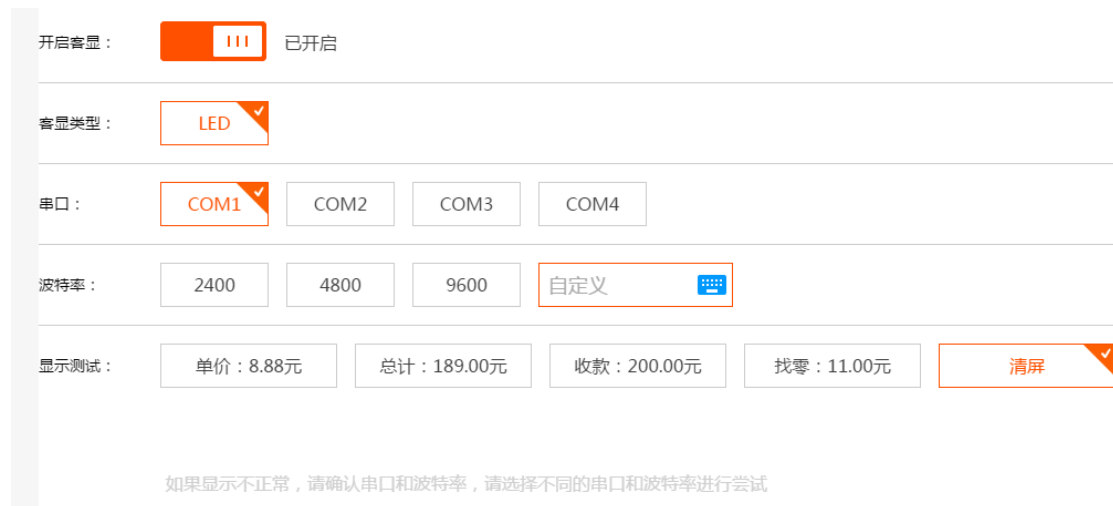 开启客显： 已开启
客显类型： LED
串口： COM1 COM2 COM3 COM4
波特率： 2400 4800 9600 自定义
显示测试： 单价：8.88元 总计：189.00元 收款：200.00元 找零：11.00元 清屏
如果显示不正常，请确认串口和波特率，请选择不同的串口和波特率进行尝试